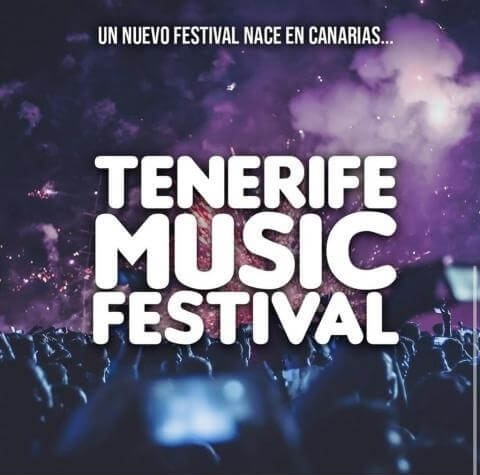 UN NUEVO FESTIVAL NACE EN CANARIAS...
TENERIFE
MUSIC
FESTIVAL